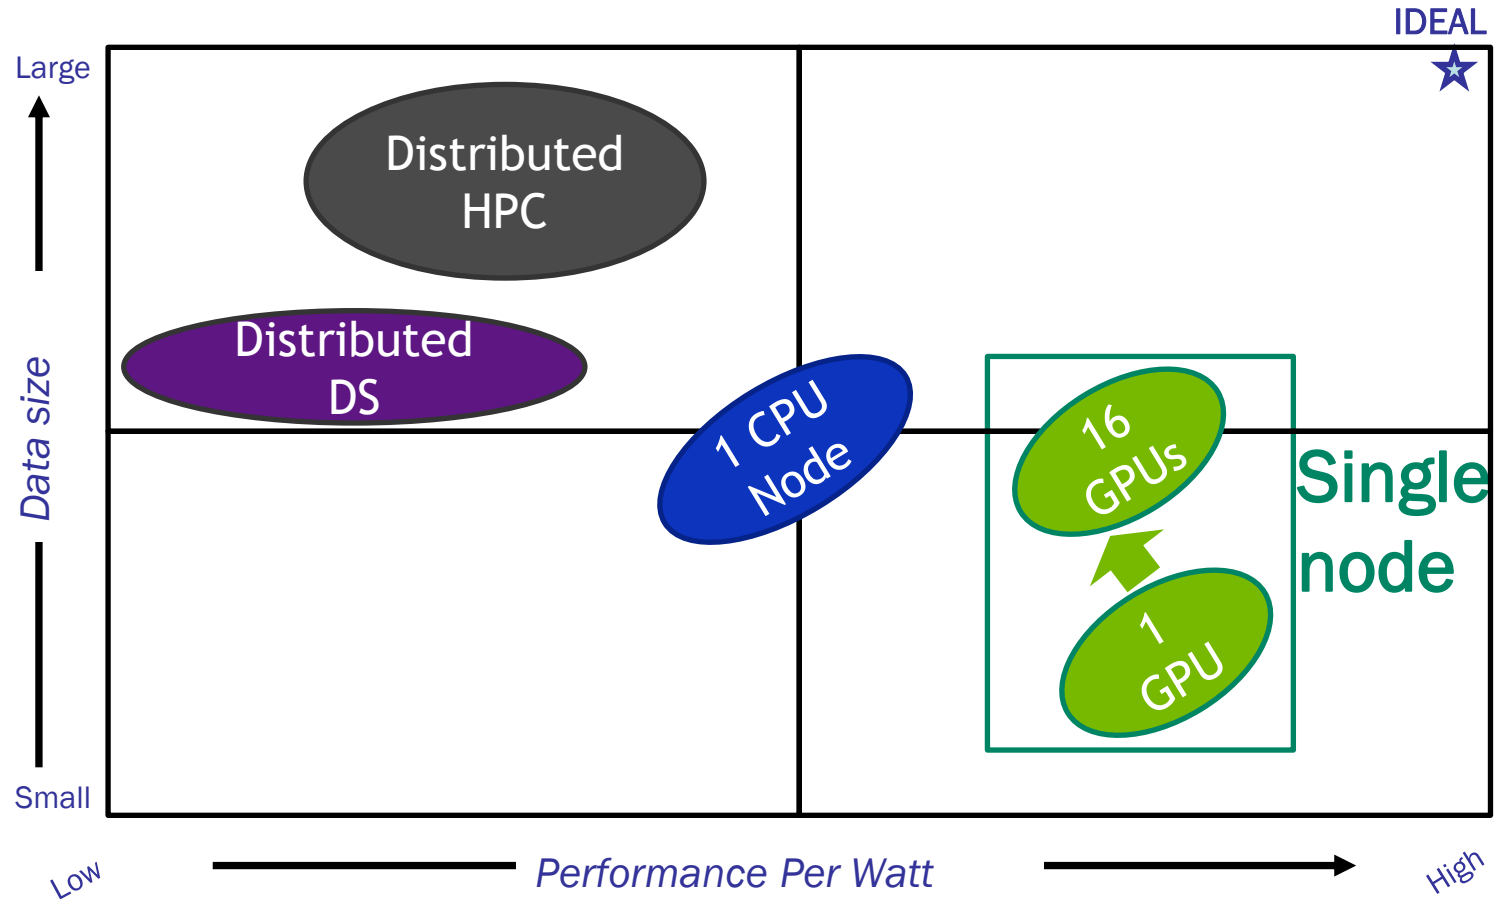 IDEAL
Large
Distributed
HPC
Distributed
DS
Data size
1 CPU
Node
16
GPUs
Single
node
1
GPU
Small
Low
Performance Per Watt
High